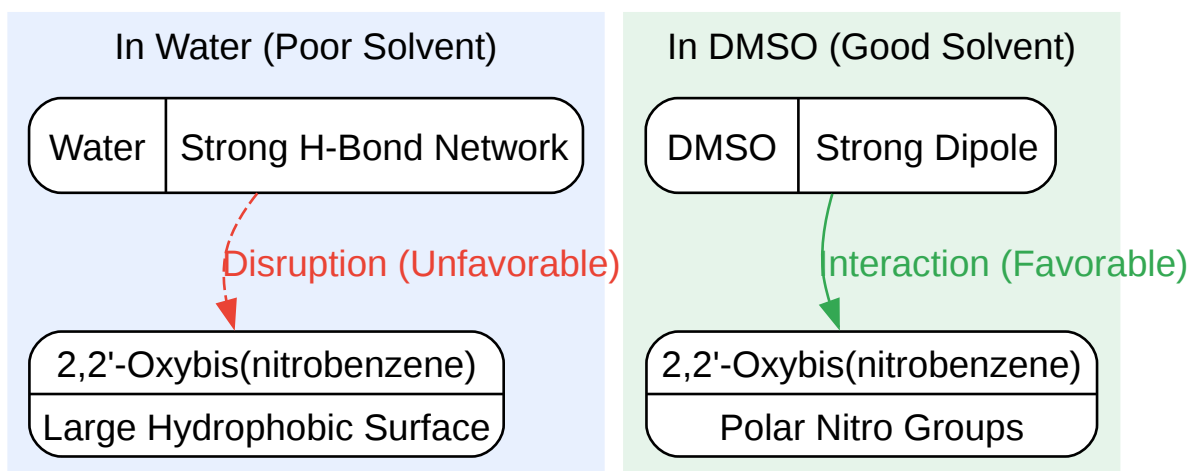 In Water (Poor Solvent)
Water
Strong H-Bond Network
Disruption (Unfavorable)
2,2'-Oxybis(nitrobenzene)
Large Hydrophobic Surface
In DMSO (Good Solvent)
DMSO
Strong Dipole
Interaction (Favorable)
2,2'-Oxybis(nitrobenzene)
Polar Nitro Groups